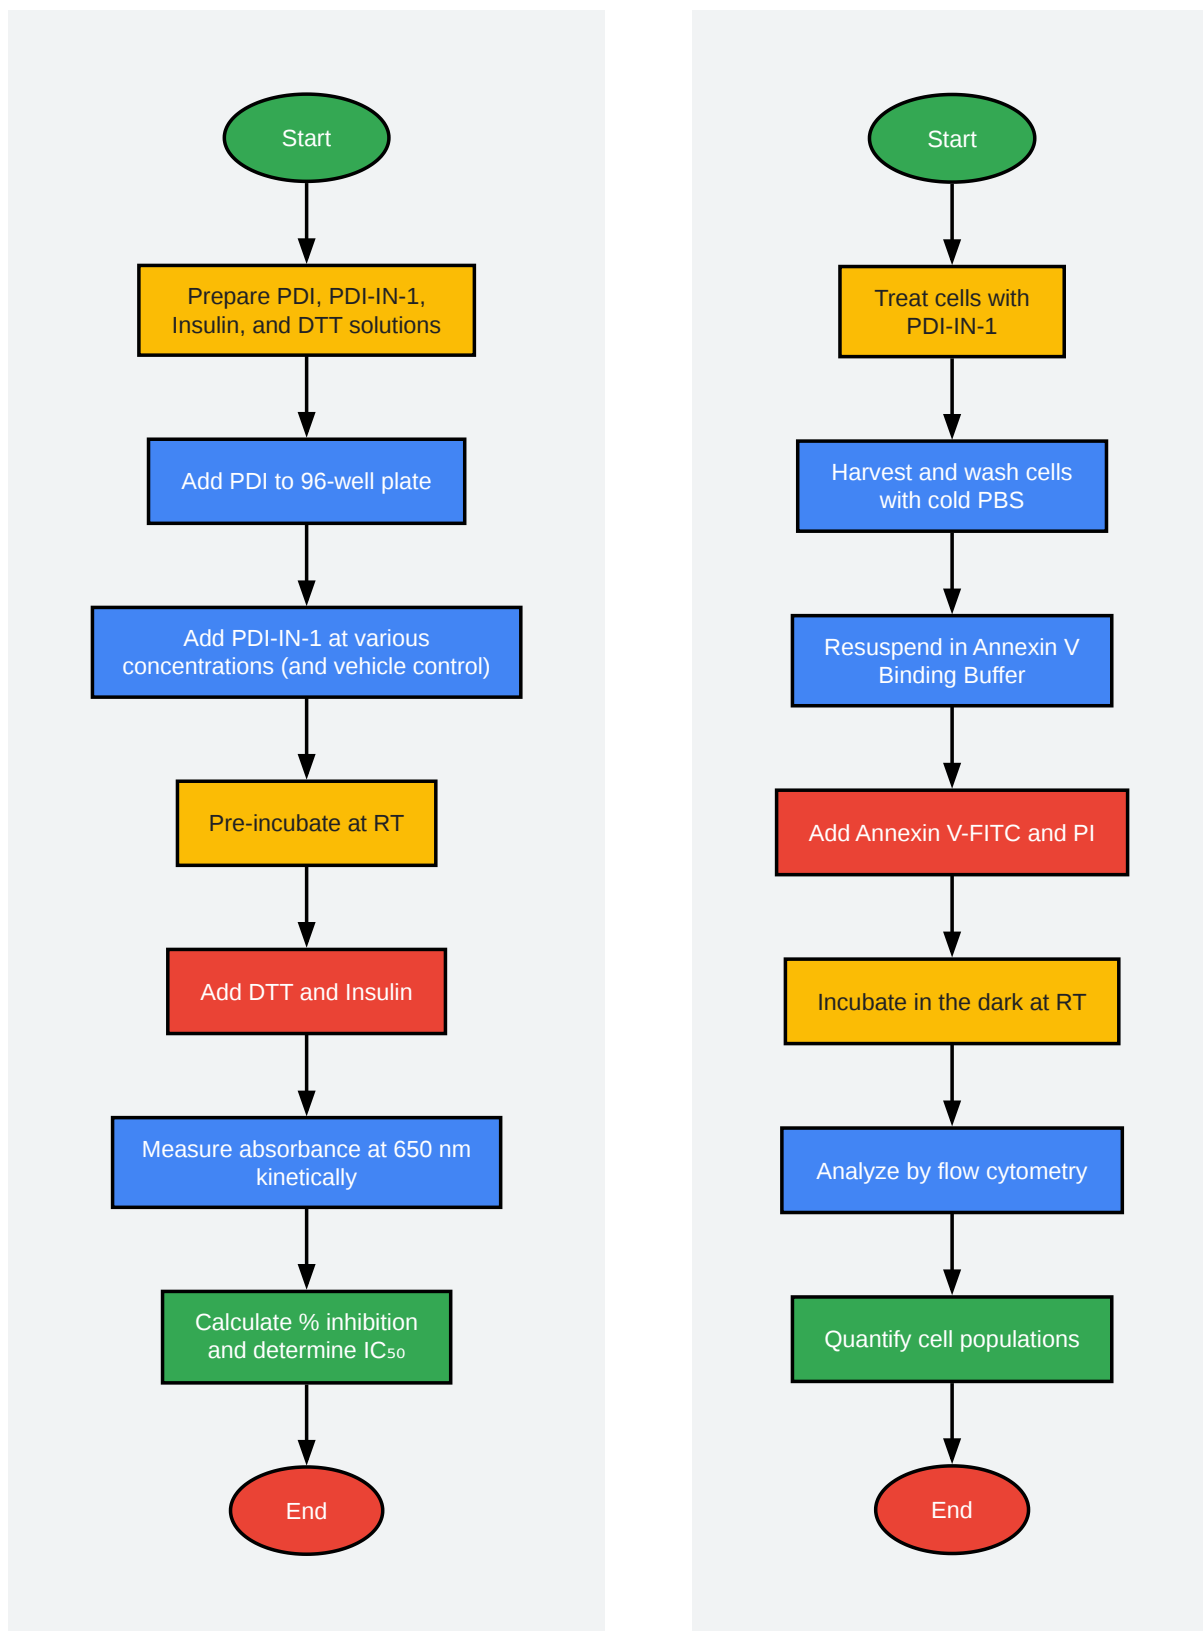 Start
Prepare PDI, PDI-IN-1,
Insulin, and DTT solutions
Add PDI to 96-well plate
Add PDI-IN-1 at various
concentrations (and vehicle control)
Pre-incubate at RT
Add DTT and Insulin
Measure absorbance at 650 nm
kinetically
Calculate % inhibition
and determine IC₅₀
End
Start
Treat cells with
PDI-IN-1
Harvest and wash cells
with cold PBS
Resuspend in Annexin V
Binding Buffer
Add Annexin V-FITC and PI
Incubate in the dark at RT
Analyze by flow cytometry
Quantify cell populations
End